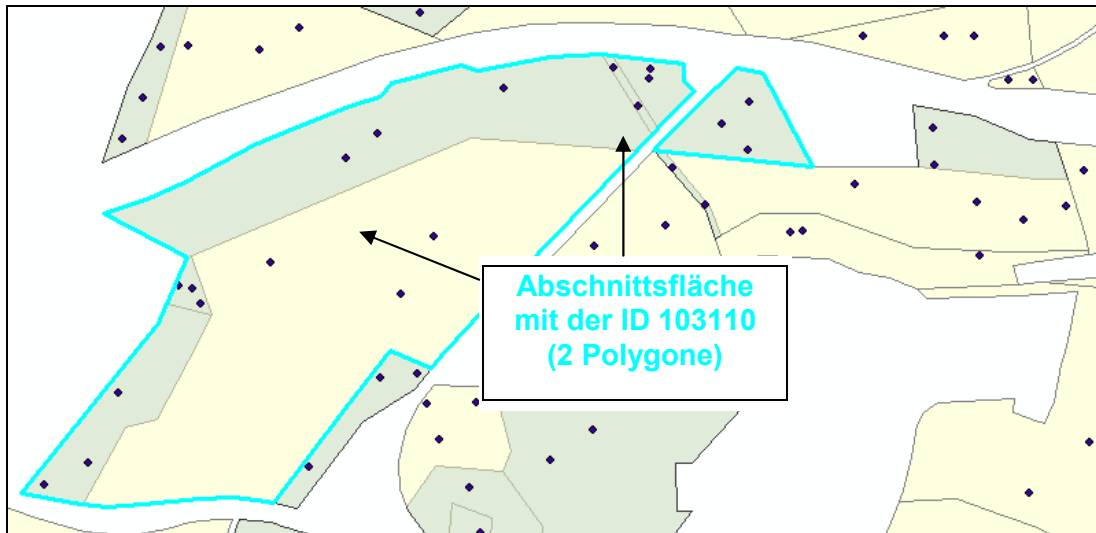 Abschnittsfläche
mit der ID 103110
(2 Polygone)